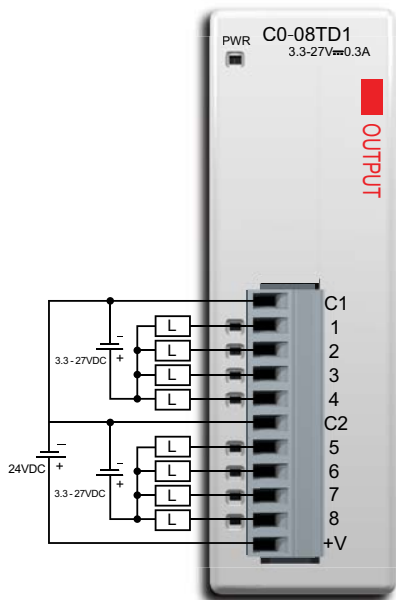 PWR
C0-08TD1
3.3-27V⎓0.3A
OUTPUT
C1
L 1
L 2
3.3-27VDC
− +
L 3
L 4
C2
L 5
24VDC
− +
L 6
3.3-27VDC
− +
L 7
L 8
+V